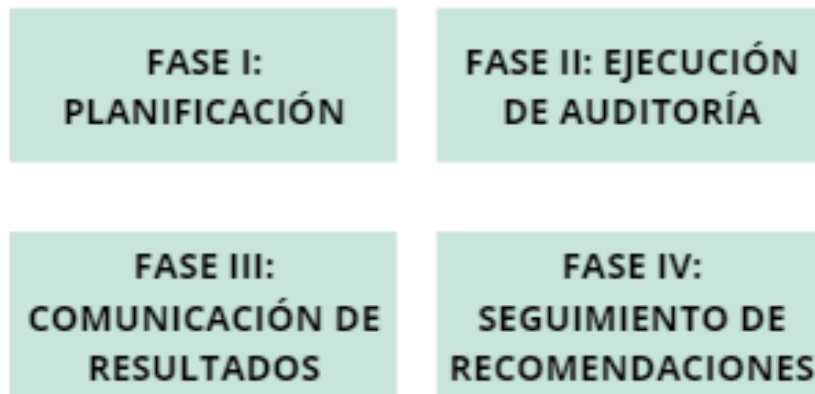 FASE I:
PLANIFICACIÓN
FASE II: EJECUCIÓN
DE AUDITORÍA
FASE III:
COMUNICACIÓN DE
RESULTADOS
FASE IV:
SEGUIMIENTO DE
RECOMENDACIONES